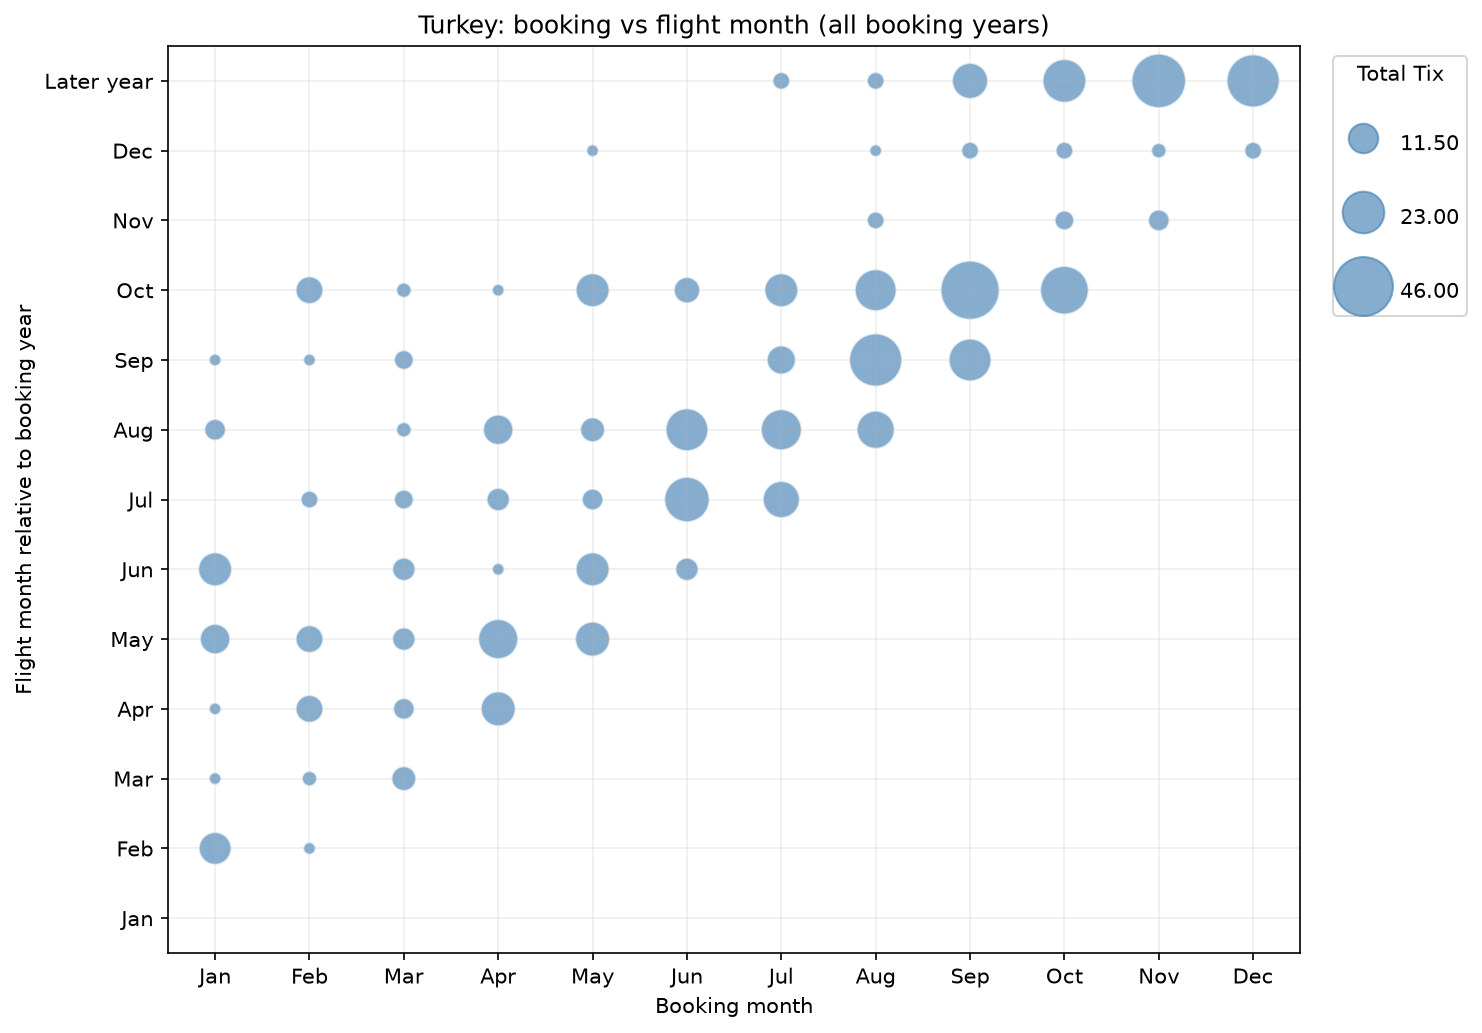 Turkey: booking vs flight month (all booking years)
Total Tix
11.50
23.00
46.00
Flight month relative to booking year
Later year
Dec
Nov
Oct
Sep
Aug
Jul
Jun
May
Apr
Mar
Feb
Jan
Jan Feb Mar Apr May Jun Jul Aug Sep Oct Nov Dec
Booking month